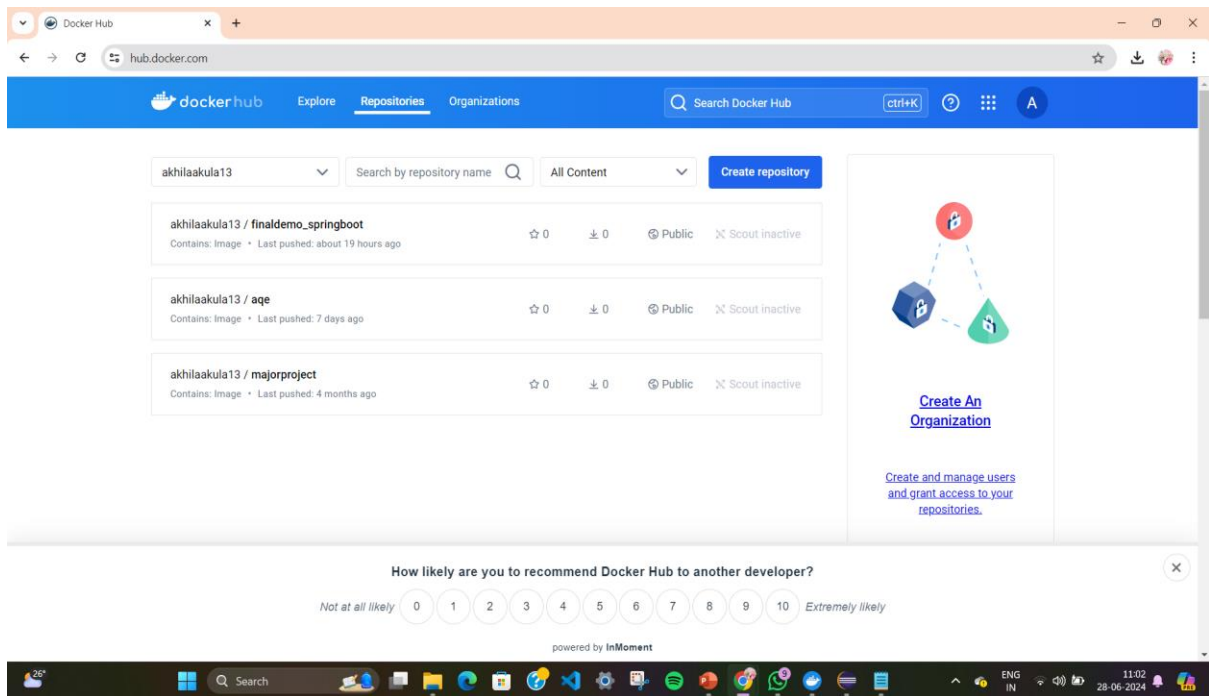 Docker Hub
hub.docker.com
dockerhub Explore Repositories Organizations Search Docker Hub ctrl+K ? A
akhilaakula13 Search by repository name All Content Create repository
akhilaakula13 / finaldemo_springboot
Contains: Image • Last pushed: about 19 hours ago
0 0 Public Scout inactive
akhilaakula13 / aqe
Contains: Image • Last pushed: 7 days ago
0 0 Public Scout inactive
akhilaakula13 / majorproject
Contains: Image • Last pushed: 4 months ago
0 0 Public Scout inactive
Create An
Organization
Create and manage users
and grant access to your
repositories.
How likely are you to recommend Docker Hub to another developer?
Not at all likely 0 1 2 3 4 5 6 7 8 9 10 Extremely likely
powered by InMoment
26°
Search
ENG
IN
11:02
28-06-2024